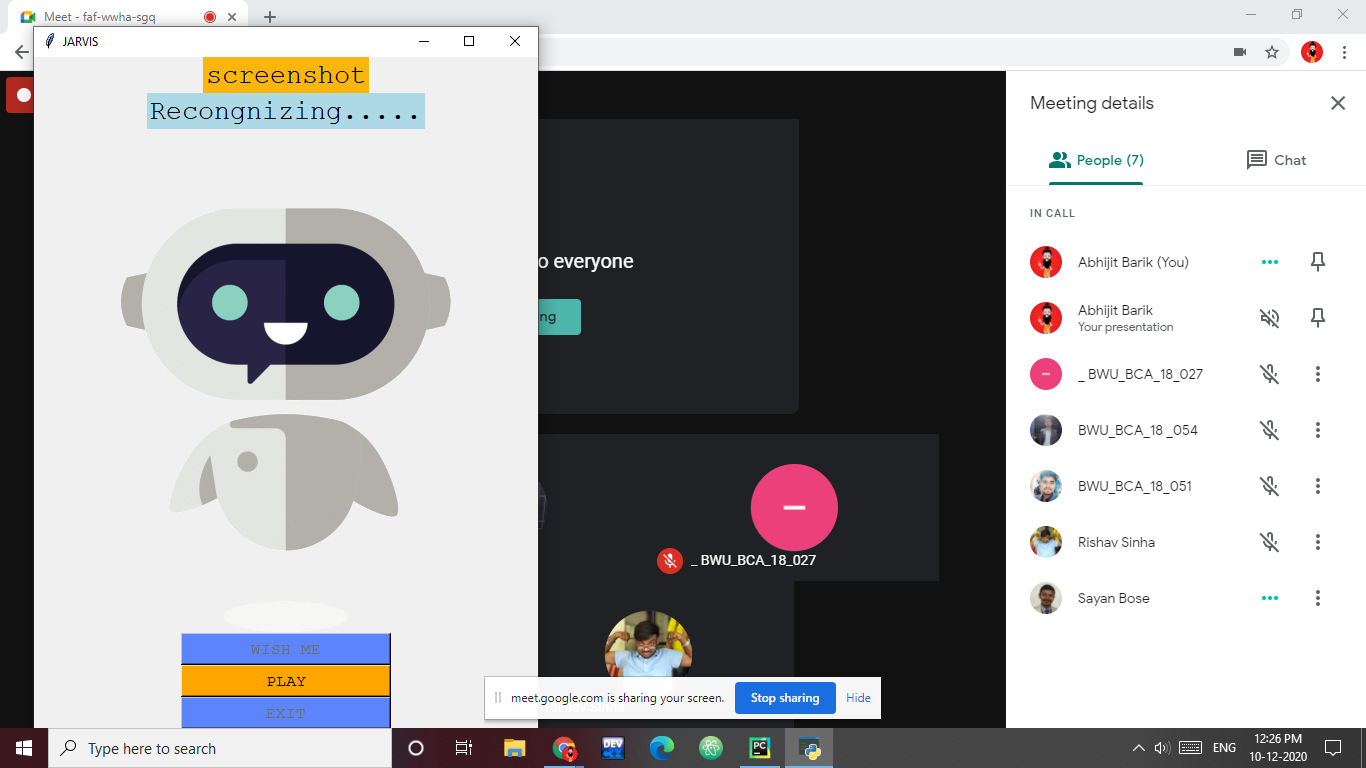 Meet - faf-wwha-sgq
JARVIS
screenshot
Recongnizing.....
o everyone
ng
_ BWU_BCA_18_027
WISH ME
PLAY
EXIT
meet.google.com is sharing your screen.
Stop sharing
Hide
Meeting details
People (7)
Chat
IN CALL
Abhijit Barik (You)
Abhijit Barik
Your presentation
_ BWU_BCA_18_027
BWU_BCA_18 _054
BWU_BCA_18_051
Rishav Sinha
Sayan Bose
Type here to search
DEV
PC
ENG
12:26 PM
10-12-2020